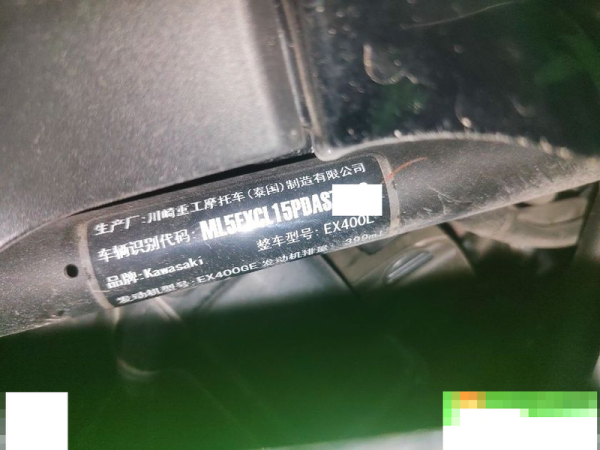 生产厂:川崎重工摩托车(泰国)制造有限公司
车辆识别代码: ML5EXCL15PDAS
品牌:Kawasaki 整车型号: EX400L
发动机型号: EX400GE 发动机排量: 399mL